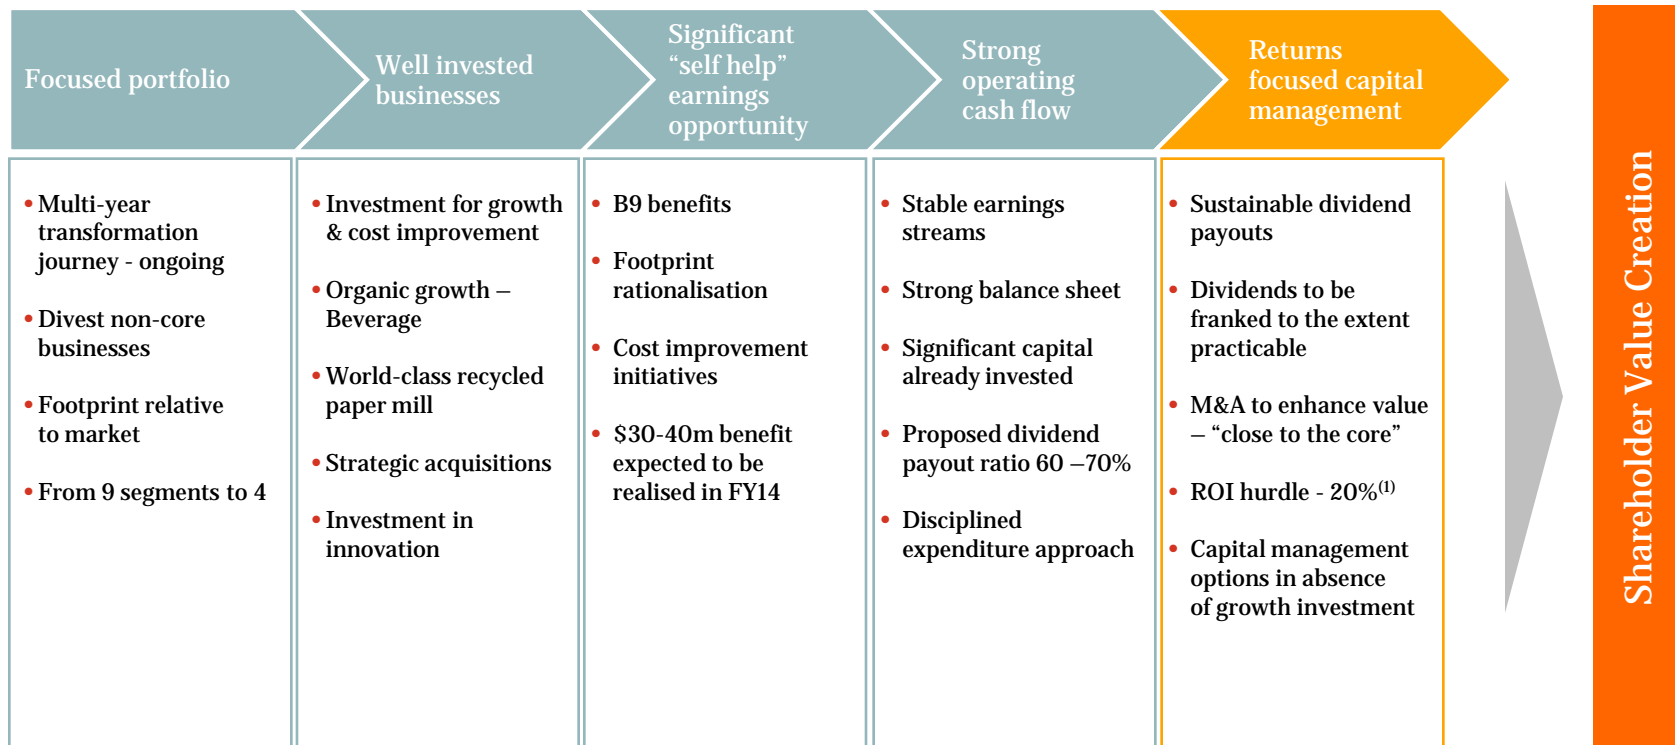 Focused portfolio
Well invested
businesses
Significant
“self help”
earnings
opportunity
Strong
operating
cash flow
Returns
focused capital
management
• Multi-year
transformation
journey - ongoing
• Divest non-core
businesses
• Footprint relative
to market
• From 9 segments to 4
• Investment for growth
& cost improvement
• Organic growth –
Beverage
• World-class recycled
paper mill
• Strategic acquisitions
• Investment in
innovation
• B9 benefits
• Footprint
rationalisation
• Cost improvement
initiatives
• $30-40m benefit
expected to be
realised in FY14
• Stable earnings
streams
• Strong balance sheet
• Significant capital
already invested
• Proposed dividend
payout ratio 60 –70%
• Disciplined
expenditure approach
• Sustainable dividend
payouts
• Dividends to be
franked to the extent
practicable
• M&A to enhance value
– “close to the core”
• ROI hurdle - 20%(1)
• Capital management
options in absence
of growth investment
Shareholder Value Creation